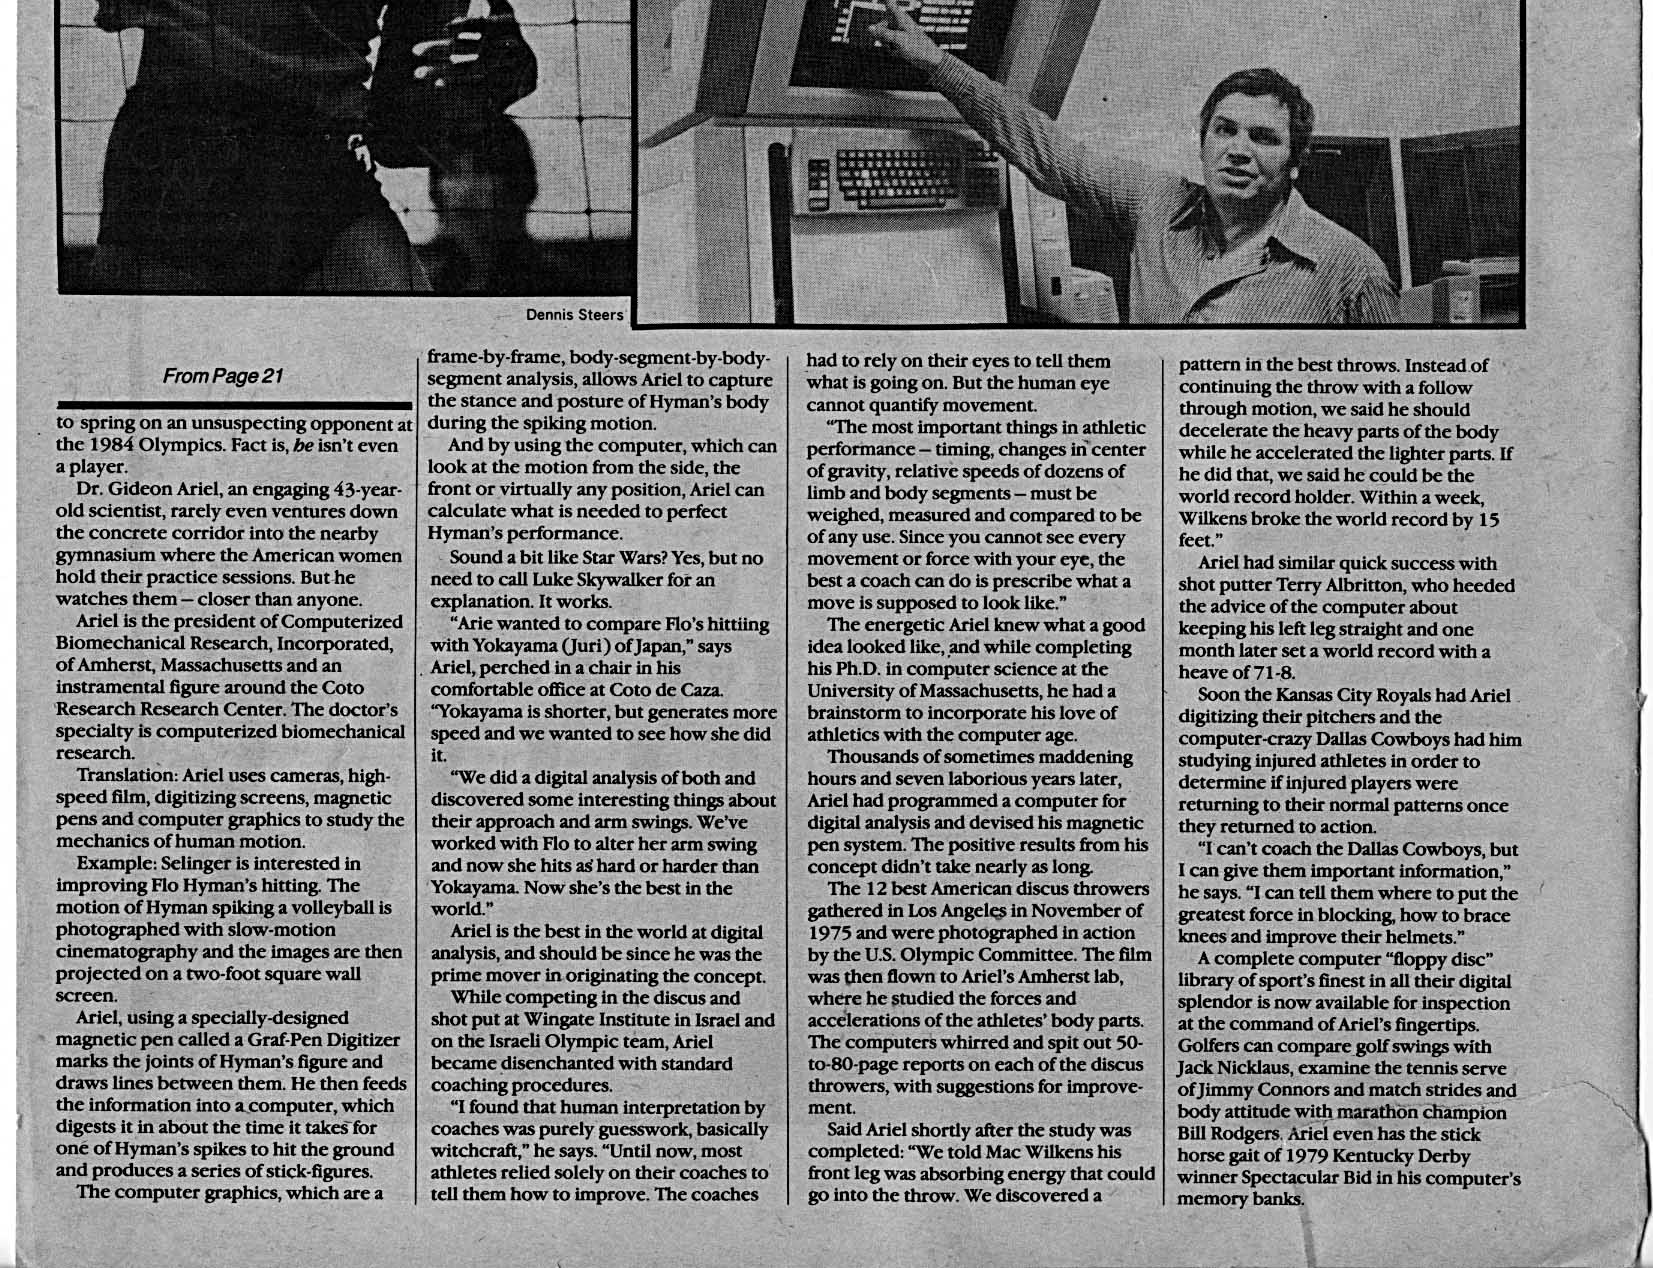 Dennis Steers
From Page 21
to spring on an unsuspecting opponent at
the 1984 Olympics. Fact is, he isn't even
a player.
Dr. Gideon Ariel, an engaging 43-year-
old scientist, rarely even ventures down
the concrete corridor into the nearby
gymnasium where the American women
hold their practice sessions. But he
watches them — closer than anyone.
Ariel is the president of Computerized
Biomechanical Research, Incorporated,
of Amherst, Massachusetts and an
instramental figure around the Coto
Research Research Center. The doctor's
specialty is computerized biomechanical
research.
Translation: Ariel uses cameras, high-
speed film, digitizing screens, magnetic
pens and computer graphics to study the
mechanics of human motion.
Example: Selinger is interested in
improving Flo Hyman's hitting. The
motion of Hyman spiking a volleyball is
photographed with slow-motion
cinematography and the images are then
projected on a two-foot square wall
screen.
Ariel, using a specially-designed
magnetic pen called a Graf-Pen Digitizer
marks the joints of Hyman's figure and
draws lines between them. He then feeds
the information into a computer, which
digests it in about the time it takes for
one of Hyman's spikes to hit the ground
and produces a series of stick-figures.
The computer graphics, which are a
frame-by-frame, body-segment-by-body-
segment analysis, allows Ariel to capture
the stance and posture of Hyman's body
during the spiking motion.
And by using the computer, which can
look at the motion from the side, the
front or virtually any position, Ariel can
calculate what is needed to perfect
Hyman's performance.
Sound a bit like Star Wars? Yes, but no
need to call Luke Skywalker for an
explanation. It works.
"Arie wanted to compare Flo's hittiing
with Yokayama (Juri) of Japan," says
Ariel, perched in a chair in his
comfortable office at Coto de Caza.
"Yokayama is shorter, but generates more
speed and we wanted to see how she did
it.
"We did a digital analysis of both and
discovered some interesting things about
their approach and arm swings. We've
worked with Flo to alter her arm swing
and now she hits as hard or harder than
Yokayama. Now she's the best in the
world."
Ariel is the best in the world at digital
analysis, and should be since he was the
prime mover in originating the concept.
While competing in the discus and
shot put at Wingate Institute in Israel and
on the Israeli Olympic team, Ariel
became disenchanted with standard
coaching procedures.
"I found that human interpretation by
coaches was purely guesswork, basically
witchcraft," he says. "Until now, most
athletes relied solely on their coaches to
tell them how to improve. The coaches
had to rely on their eyes to tell them
what is going on. But the human eye
cannot quantify movement.
"The most important things in athletic
performance — timing, changes in center
of gravity, relative speeds of dozens of
limb and body segments — must be
weighed, measured and compared to be
of any use. Since you cannot see every
movement or force with your eye, the
best a coach can do is prescribe what a
move is supposed to look like."
The energetic Ariel knew what a good
idea looked like, and while completing
his Ph.D. in computer science at the
University of Massachusetts, he had a
brainstorm to incorporate his love of
athletics with the computer age.
Thousands of sometimes maddening
hours and seven laborious years later,
Ariel had programmed a computer for
digital analysis and devised his magnetic
pen system. The positive results from his
concept didn't take nearly as long.
The 12 best American discus throwers
gathered in Los Angeles in November of
1975 and were photographed in action
by the U.S. Olympic Committee. The film
was then flown to Ariel's Amherst lab,
where he studied the forces and
accelerations of the athletes' body parts.
The computers whirred and spit out 50-
to-80-page reports on each of the discus
throwers, with suggestions for improve-
ment.
Said Ariel shortly after the study was
completed: "We told Mac Wilkens his
front leg was absorbing energy that could
go into the throw. We discovered a
pattern in the best throws. Instead of
continuing the throw with a follow
through motion, we said he should
decelerate the heavy parts of the body
while he accelerated the lighter parts. If
he did that, we said he could be the
world record holder. Within a week,
Wilkens broke the world record by 15
feet."
Ariel had similar quick success with
shot putter Terry Albritton, who heeded
the advice of the computer about
keeping his left leg straight and one
month later set a world record with a
heave of 71-8.
Soon the Kansas City Royals had Ariel
digitizing their pitchers and the
computer-crazy Dallas Cowboys had him
studying injured athletes in order to
determine if injured players were
returning to their normal patterns once
they returned to action.
"I can't coach the Dallas Cowboys, but
I can give them important information,"
he says. "I can tell them where to put the
greatest force in blocking, how to brace
knees and improve their helmets."
A complete computer "floppy disc"
library of sport's finest in all their digital
splendor is now available for inspection
at the command of Ariel's fingertips.
Golfers can compare golf swings with
Jack Nicklaus, examine the tennis serve
of Jimmy Connors and match strides and
body attitude with marathon champion
Bill Rodgers. Ariel even has the stick
horse gait of 1979 Kentucky Derby
winner Spectacular Bid in his computer's
memory banks.